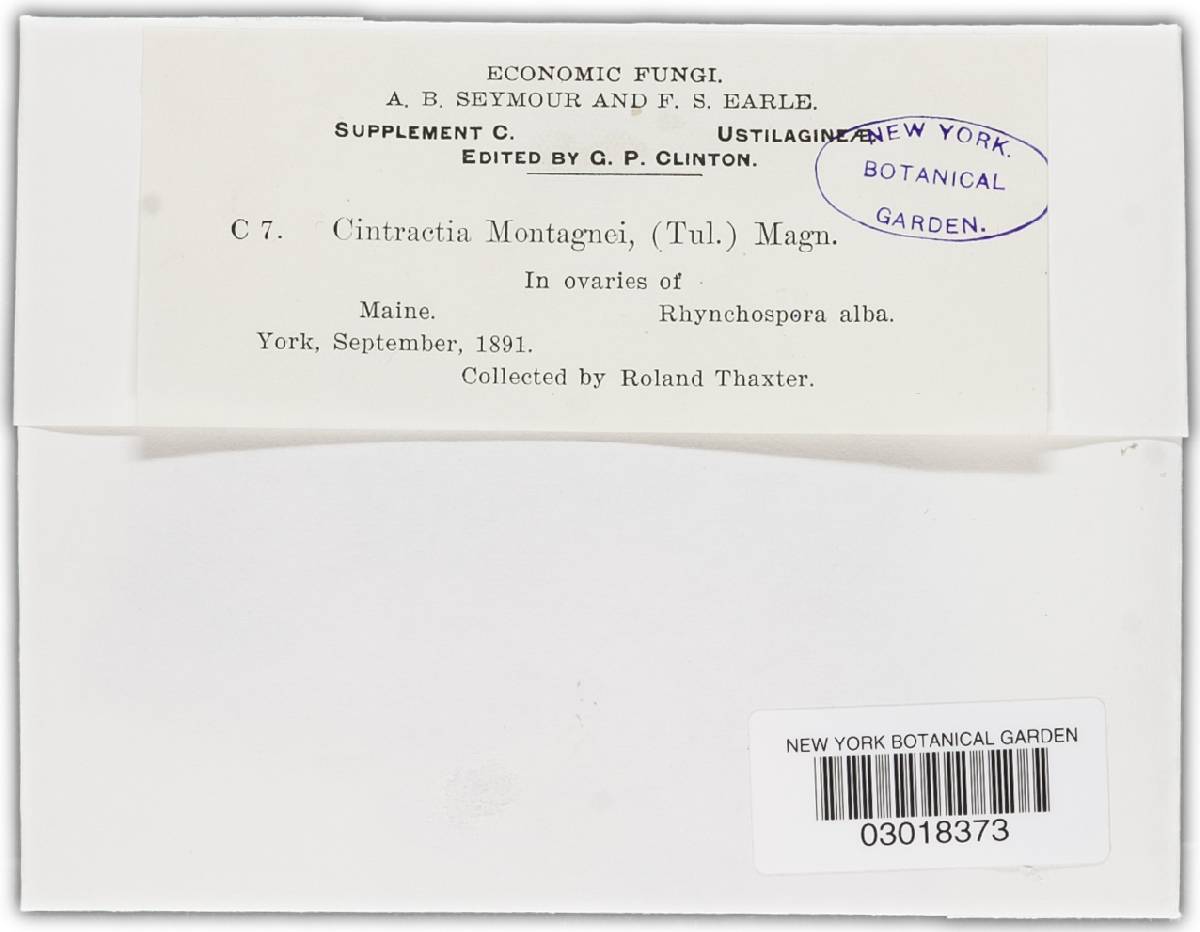 ECONOMIC FUNGI.
A. B. SEYMOUR AND F. S. EARLE.
SUPPLEMENT C. USTILAGINEÆ.
EDITED BY G. P. CLINTON.
NEW YORK.
BOTANICAL
GARDEN.
C 7. Cintractia Montagnei, (Tul.) Magn.
In ovaries of
Maine. Rhynchospora alba.
York, September, 1891.
Collected by Roland Thaxter.
NEW YORK BOTANICAL GARDEN
03018373